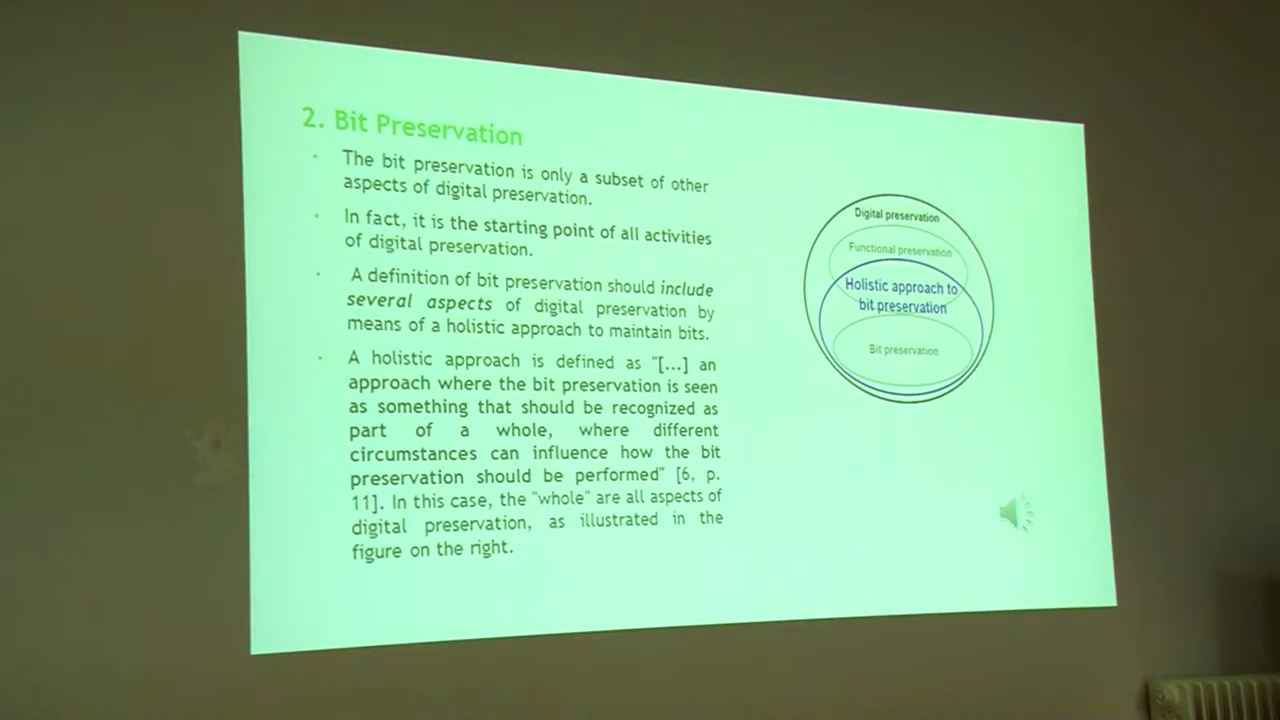 2. Bit Preservation
The bit preservation is only a subset of other
aspects of digital preservation.
In fact, it is the starting point of all activities
of digital preservation.
A definition of bit preservation should include
several aspects of digital preservation by
means of a holistic approach to maintain bits.
A holistic approach is defined as "[...] an
approach where the bit preservation is seen
as something that should be recognized as
part of a whole, where different
circumstances can influence how the bit
preservation should be performed" [6, p.
11]. In this case, the "whole" are all aspects of
digital preservation, as illustrated in the
figure on the right.
Digital preservation
Functional preservation
Holistic approach to
bit preservation
Bit preservation